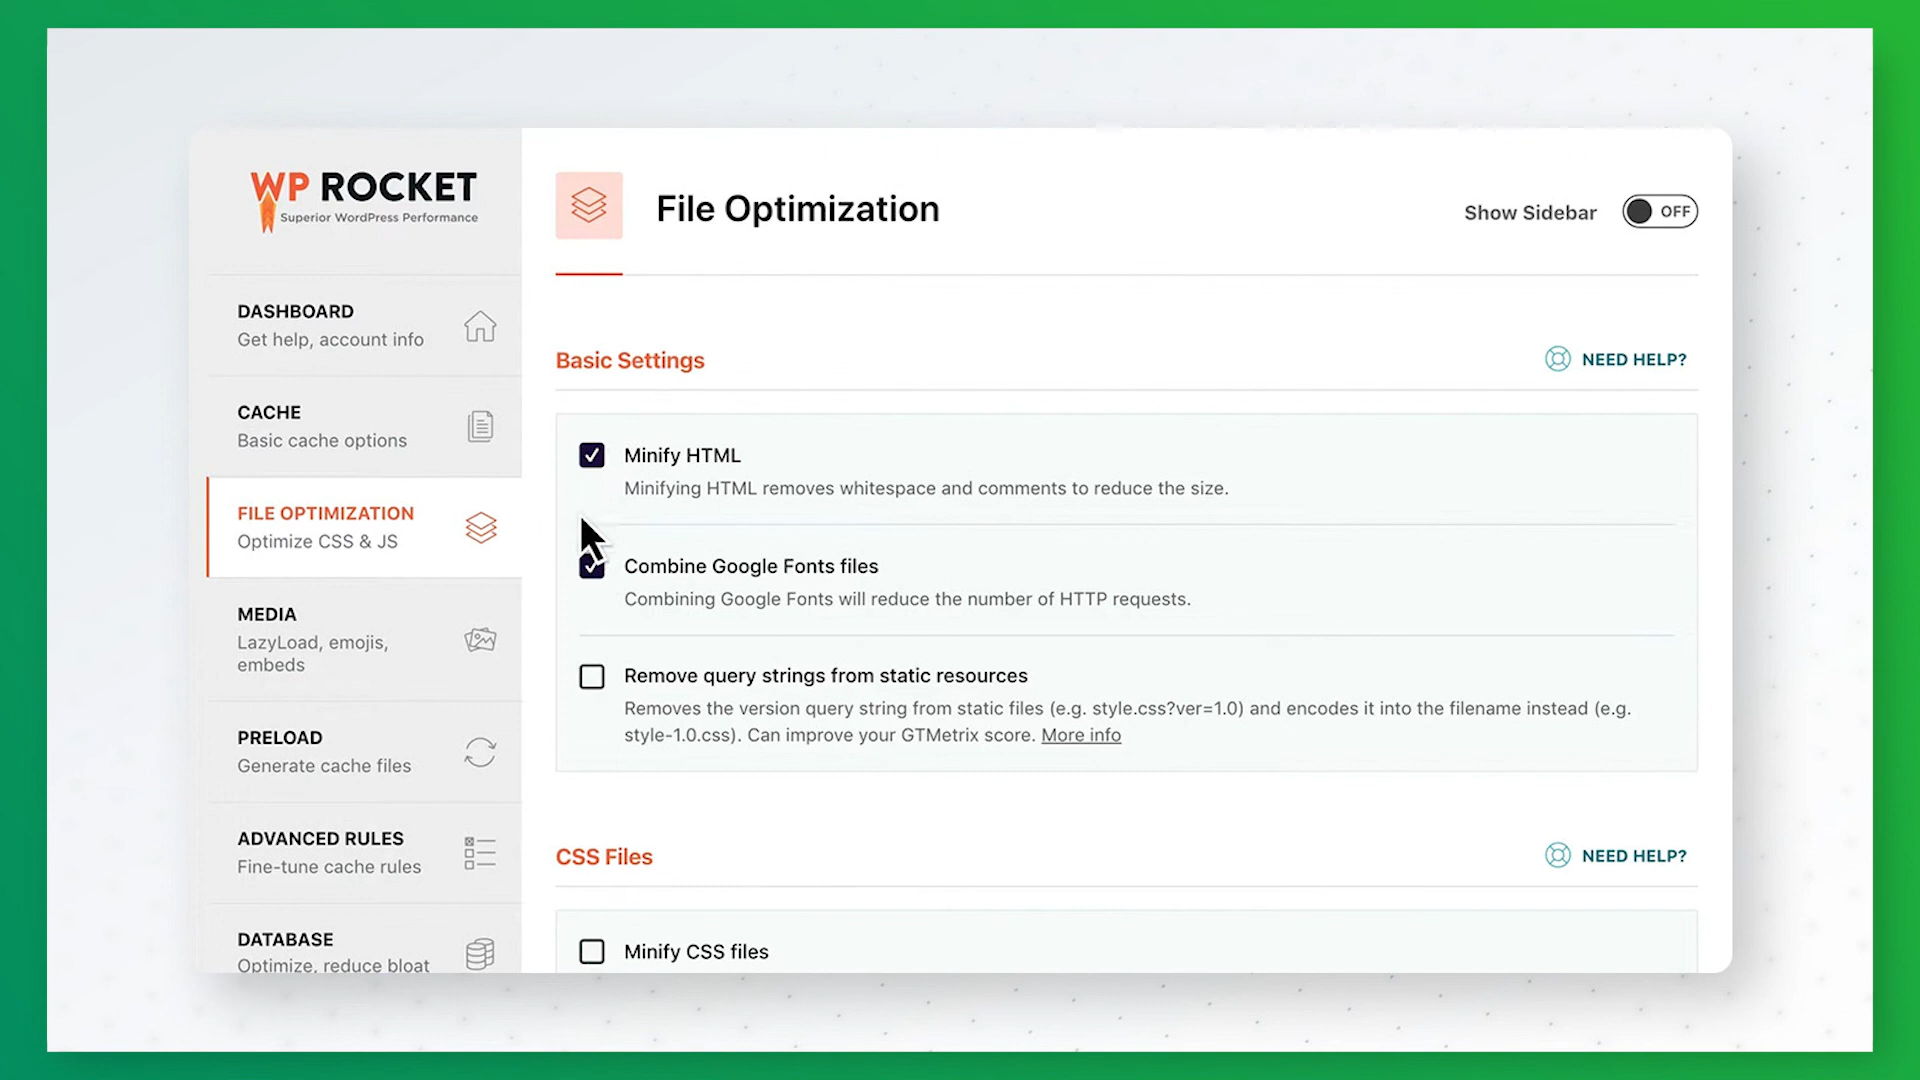 WP ROCKET
Superior WordPress Performance
DASHBOARD
Get help, account info
CACHE
Basic cache options
FILE OPTIMIZATION
Optimize CSS & JS
MEDIA
LazyLoad, emojis,
embeds
PRELOAD
Generate cache files
ADVANCED RULES
Fine-tune cache rules
DATABASE
Optimize, reduce bloat
File Optimization
Show Sidebar
OFF
Basic Settings
NEED HELP?
Minify HTML
Minifying HTML removes whitespace and comments to reduce the size.
Combine Google Fonts files
Combining Google Fonts will reduce the number of HTTP requests.
Remove query strings from static resources
Removes the version query string from static files (e.g. style.css?ver=1.0) and encodes it into the filename instead (e.g.
style-1.0.css). Can improve your GTMetrix score. More info
CSS Files
NEED HELP?
Minify CSS files